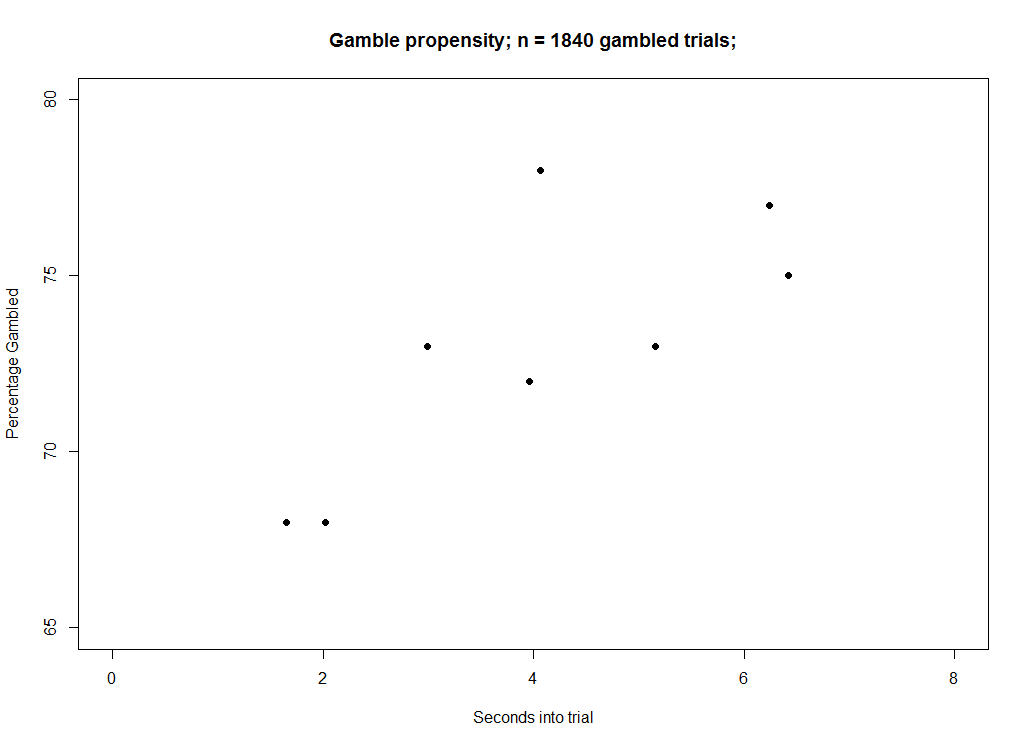 Gamble propensity; n = 1840 gambled trials;
80
75
70
65
Percentage Gambled
0 2 4 6 8
Seconds into trial